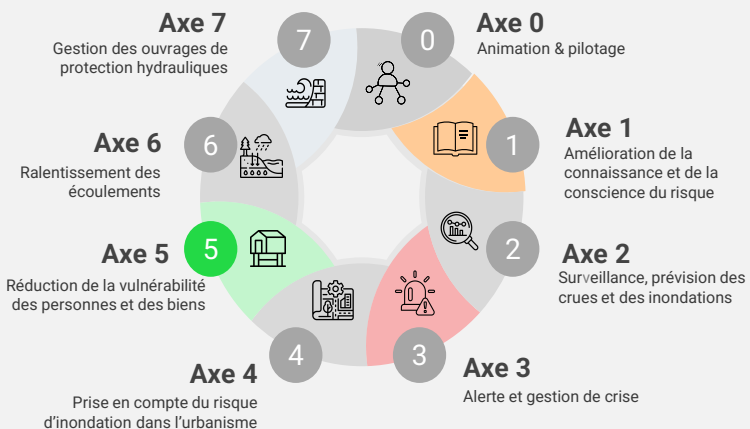 7
0
Axe 7
Gestion des ouvrages de
protection hydrauliques
Axe 0
Animation & pilotage
6
Axe 6
Ralentissement des
écoulements
1
Axe 1
Amélioration de la
connaissance et de la
conscience du risque
5
Axe 5
Réduction de la vulnérabilité
des personnes et des biens
2
Axe 2
Surveillance, prévision des
crues et des inondations
4
Axe 4
Prise en compte du risque
d'inondation dans l'urbanisme
3
Axe 3
Alerte et gestion de crise